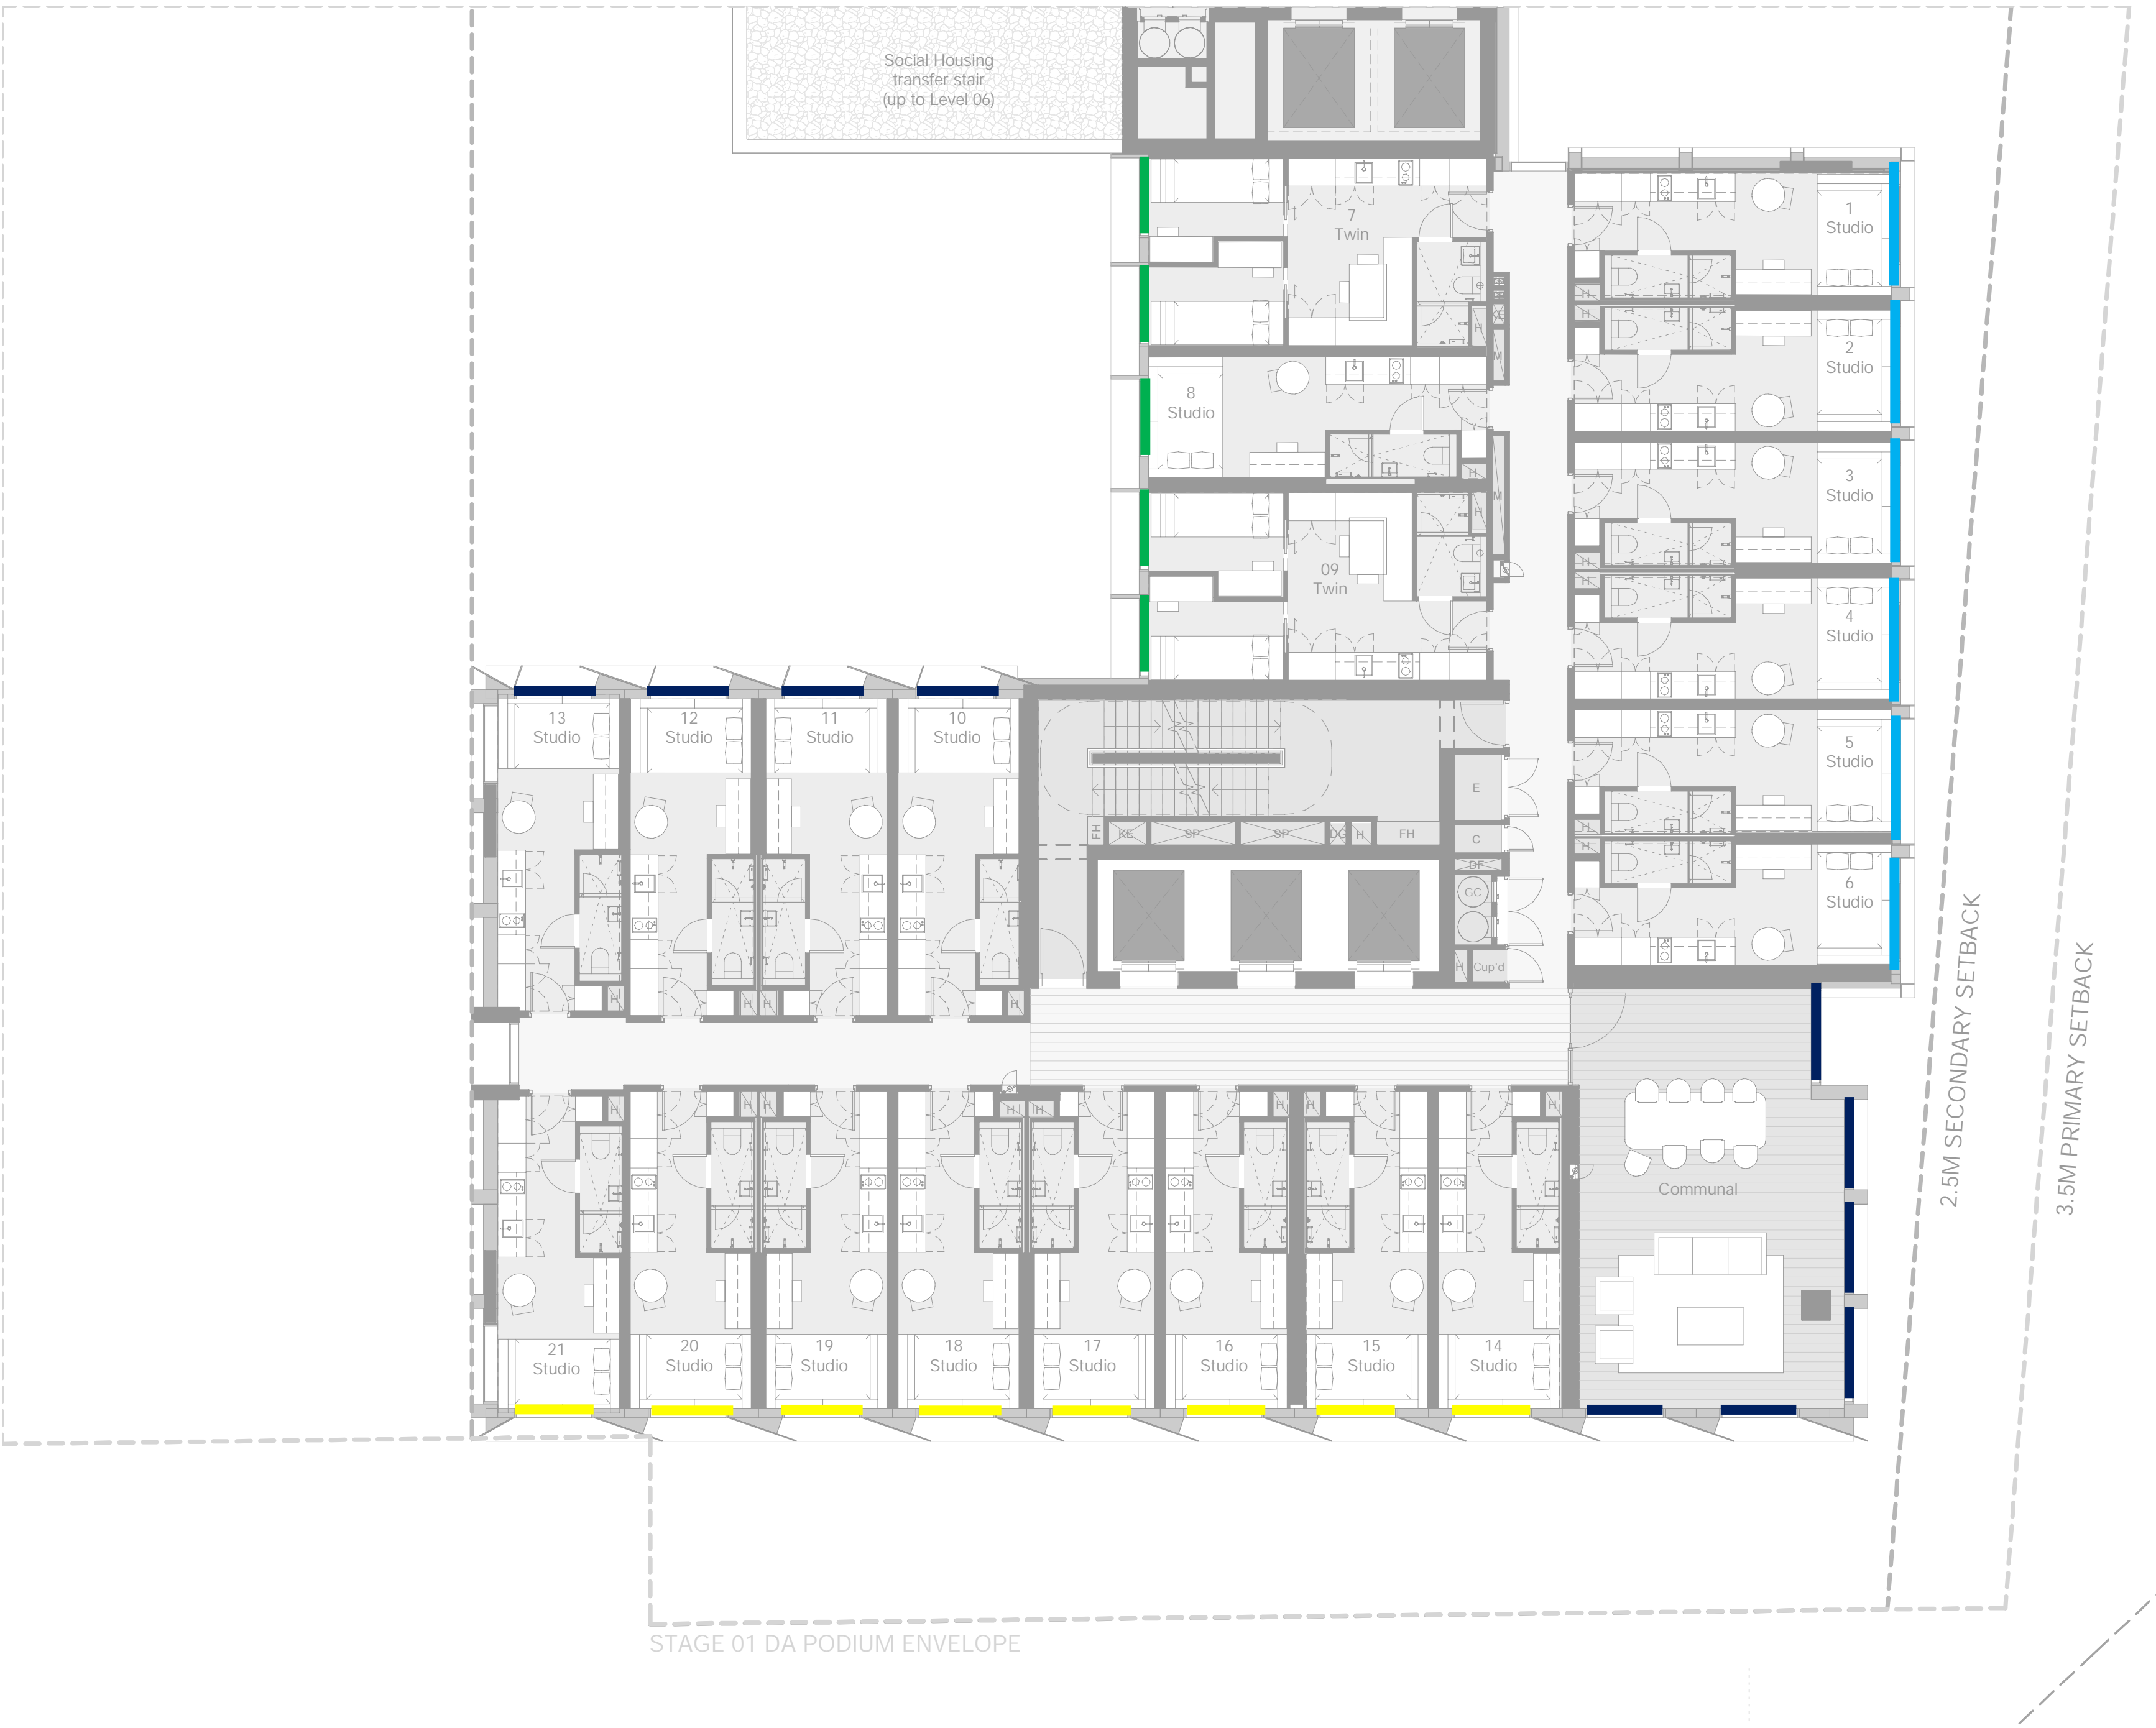 Social Housing
transfer stair
(up to Level 06)
1
Studio
7
Twin
H
H
H
M
2
Studio
8
Studio
3
Studio
H
M
H
H
H
09
Twin
4
Studio
13
Studio
12
Studio
11
Studio
10
Studio
5
Studio
E
FH
KE
SP
SP
DG
H
FH
C
H
H
DF
GC
6
Studio
H
Cup'd
H
H
H
H
2.5M SECONDARY SETBACK
3.5M PRIMARY SETBACK
H
H
H
H
H
H
H
H
Communal
21
Studio
20
Studio
19
Studio
18
Studio
17
Studio
16
Studio
15
Studio
14
Studio
STAGE 01 DA PODIUM ENVELOPE